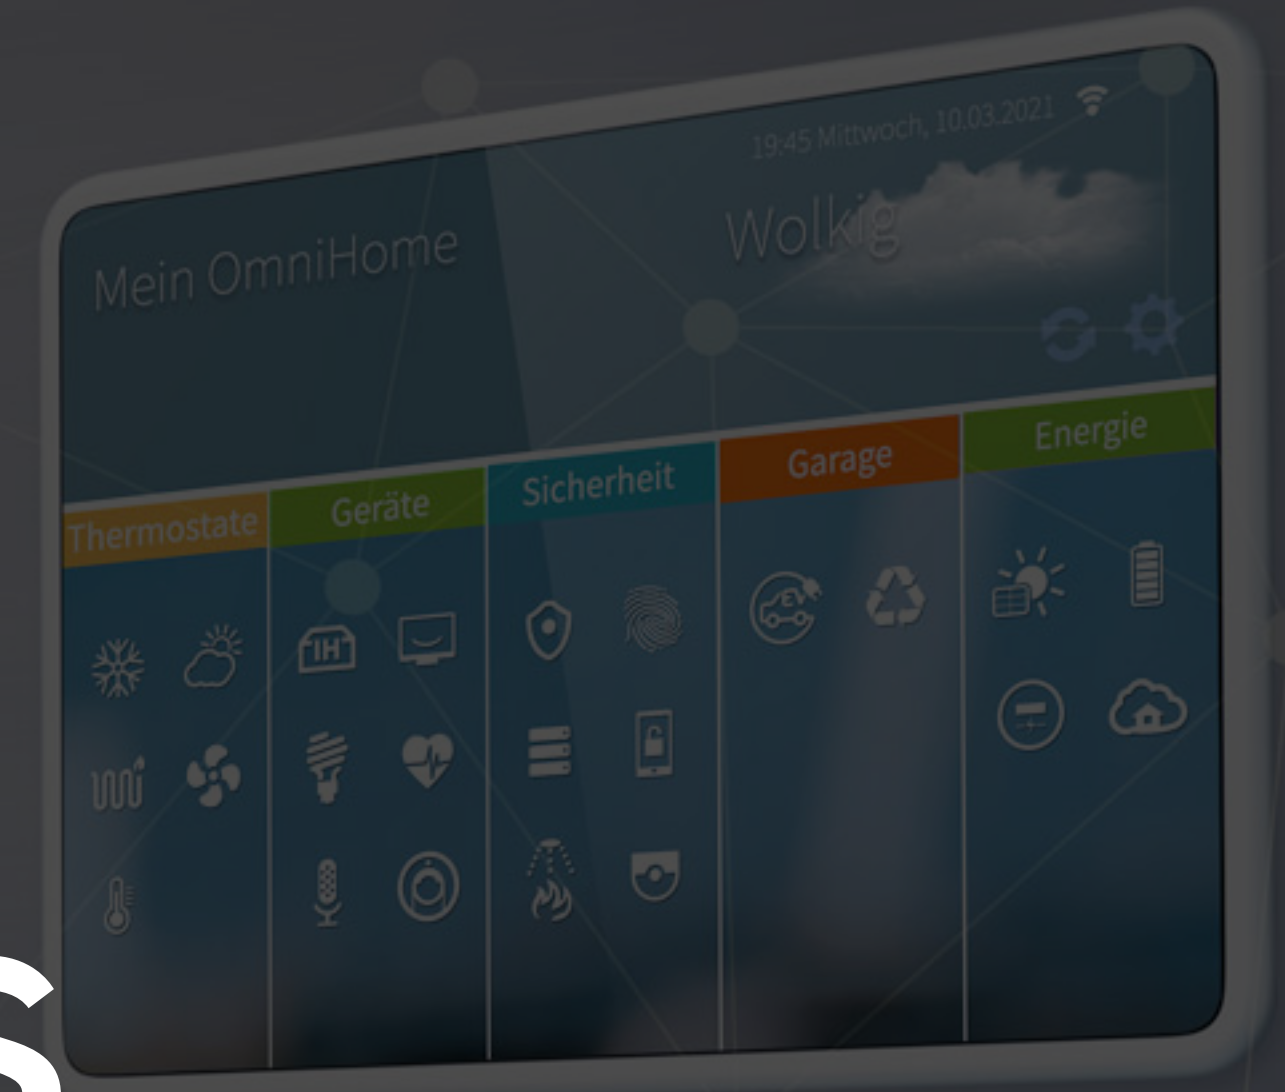 19:45 Mittwoch, 10.03.2021
Mein OmniHome
Wolkig
Thermostate
Geräte
Sicherheit
Garage
Energie
IH
EV
S